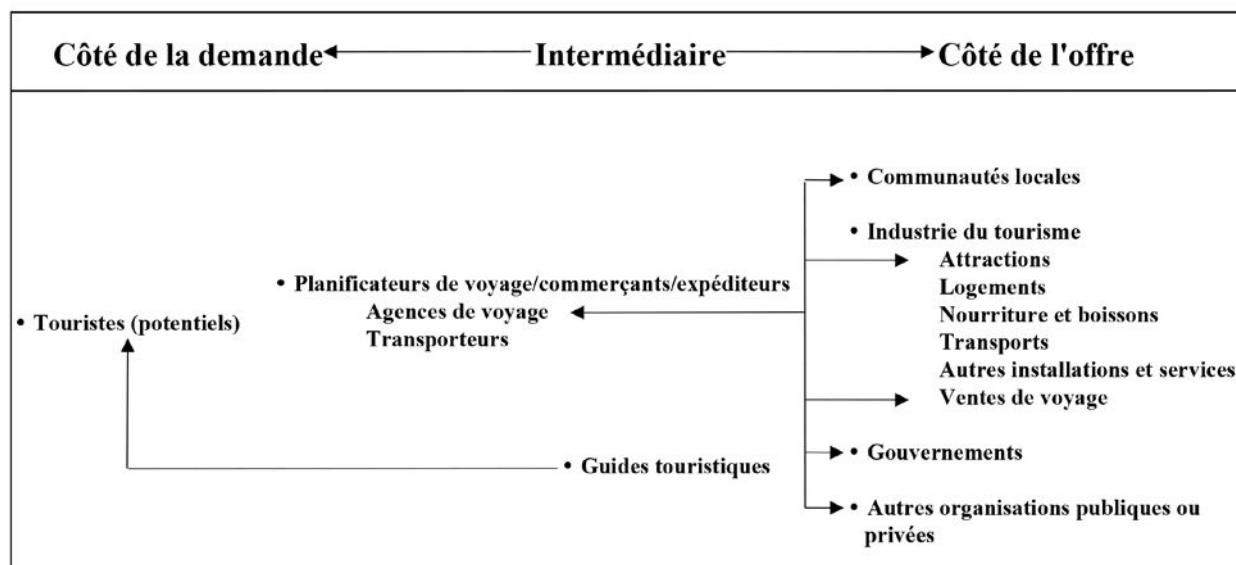 Côté de la demande Intermédiaire Côté de l'offre
• Communautés locales
• Industrie du tourisme
Attractions
• Planificateurs de voyage/commerçants/expéditeurs
Logements
Agences de voyage
Nourriture et boissons
• Touristes (potentiels)
Transporteurs
Transports
Autres installations et services
Ventes de voyage
• Guides touristiques
• Gouvernements
• Autres organisations publiques ou
privées